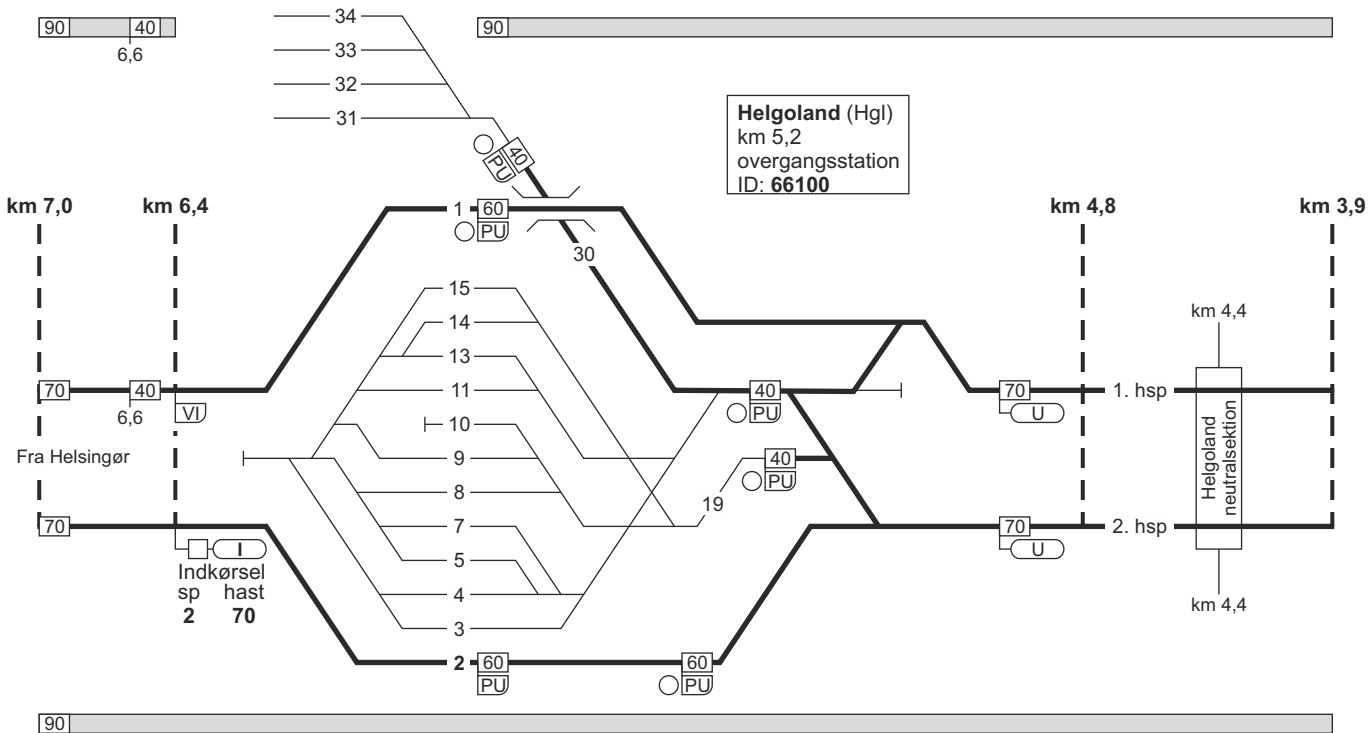 34
90
40
90
6,6
33
32
31
Helgoland (Hgl)
km 5,2
overgangsstation
ID: 66100
40
PU
km 7,0
km 6,4
1
60
PU
km 4,8
km 3,9
30
15
14
km 4,4
13
11
70
40
6,6
VI
40
PU
70
U
1. hsp
Helgoland
neutralsektion
10
Fra Helsingør
9
40
PU
8
19
70
7
70
U
2. hsp
I
Indkørsel
sp hast
2 70
5
4
km 4,4
3
2
60
PU
60
PU
90